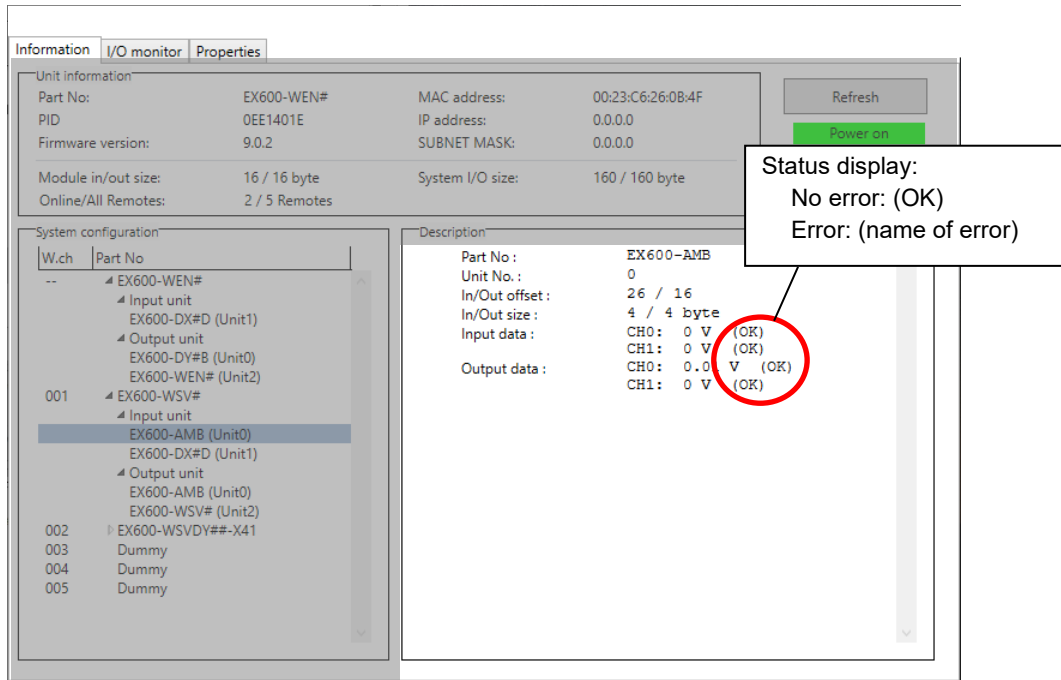 Information I/O monitor Properties
Unit information
Part No: EX600-WEN# MAC address: 00:23:C6:26:0B:4F Refresh
PID 0EE1401E IP address: 0.0.0.0
Firmware version: 9.0.2 SUBNET MASK: 0.0.0.0 Power on
Module in/out size: 16 / 16 byte System I/O size: 160 / 160 byte
Online/All Remotes: 2 / 5 Remotes
Status display:
No error: (OK)
Error: (name of error)
System configuration
W.ch Part No
-- EX600-WEN#
Input unit
EX600-DX#D (Unit1)
Output unit
EX600-DY#B (Unit0)
EX600-WEN# (Unit2)
001 EX600-WSV#
Input unit
EX600-AMB (Unit0)
EX600-DX#D (Unit1)
Output unit
EX600-AMB (Unit0)
EX600-WSV# (Unit2)
002 EX600-WSVDY##-X41
003 Dummy
004 Dummy
005 Dummy
Description
Part No : EX600-AMB
Unit No. : 0
In/Out offset : 26 / 16
In/Out size : 4 / 4 byte
Input data : CH0: 0 V (OK)
CH1: 0 V (OK)
Output data : CH0: V (OK)
CH1: 0 V (OK)